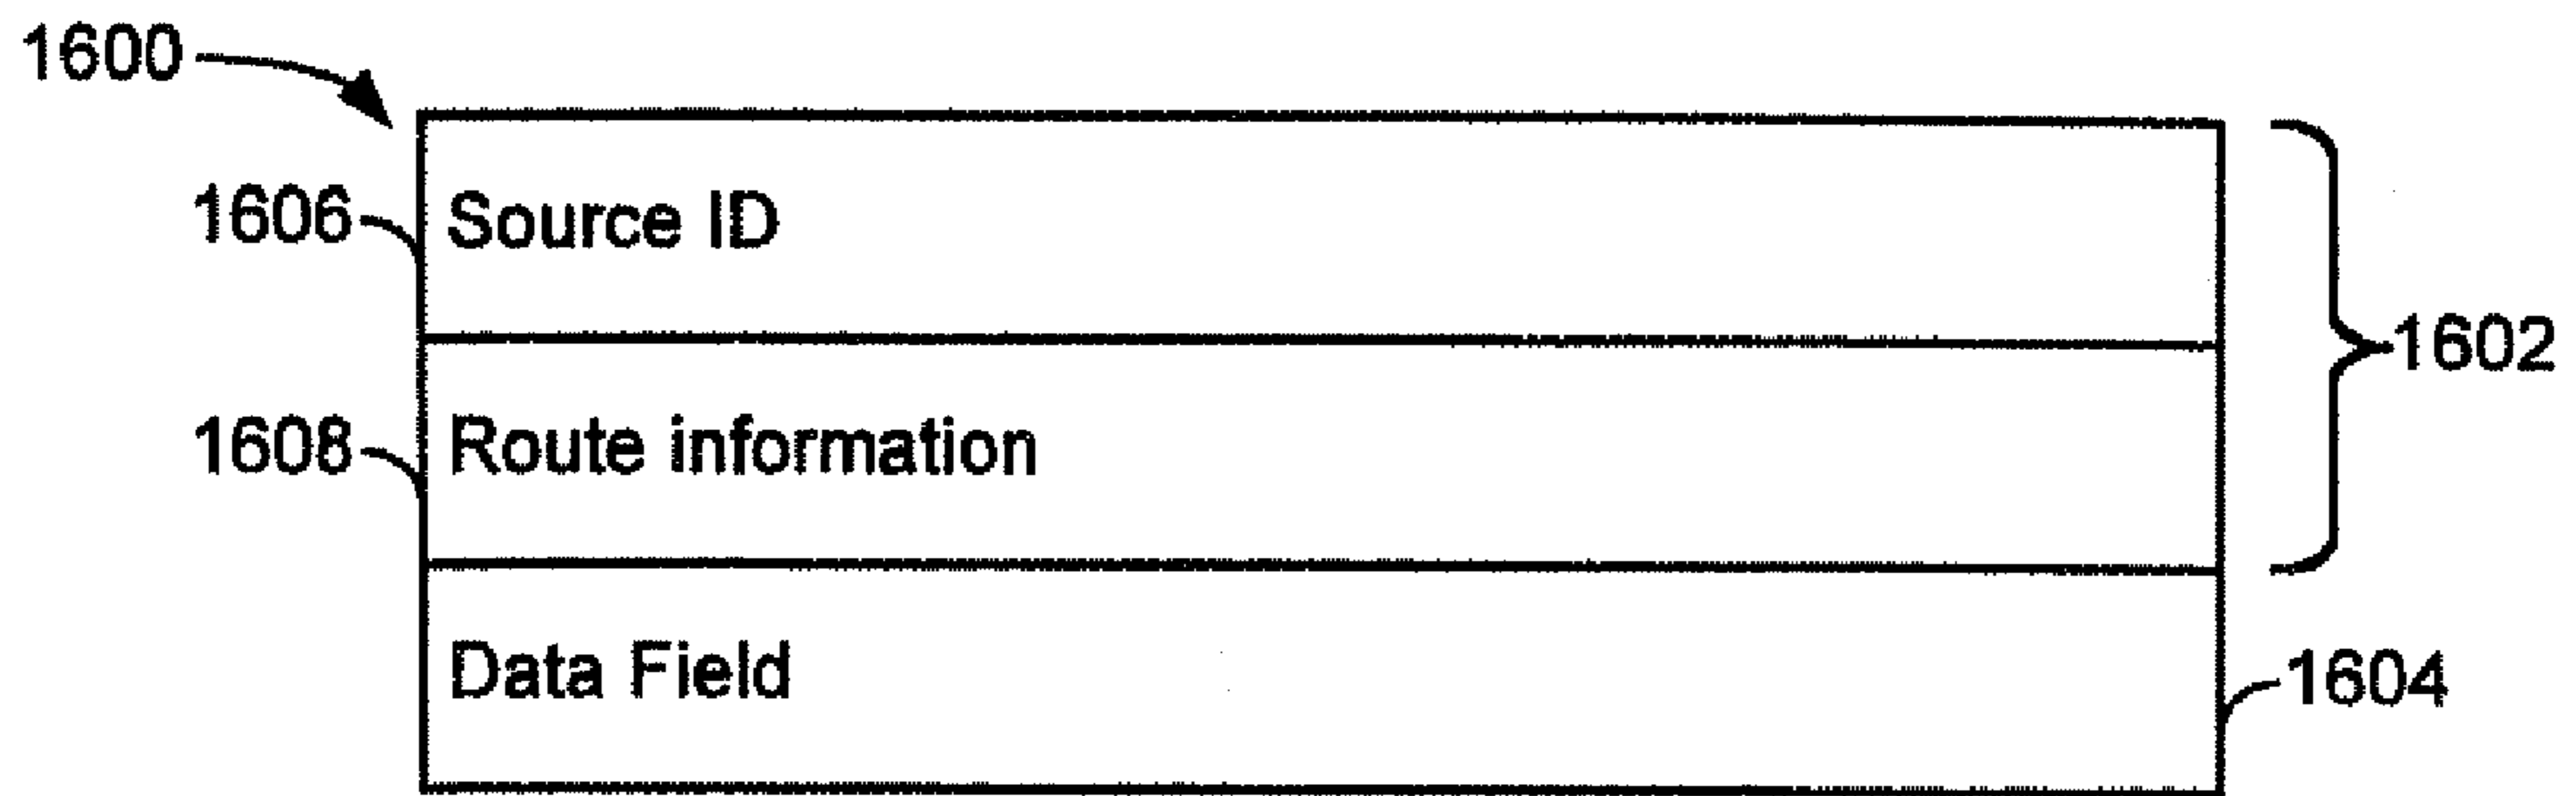 1600
1606 Source ID
1602
1608 Route information
Data Field
1604